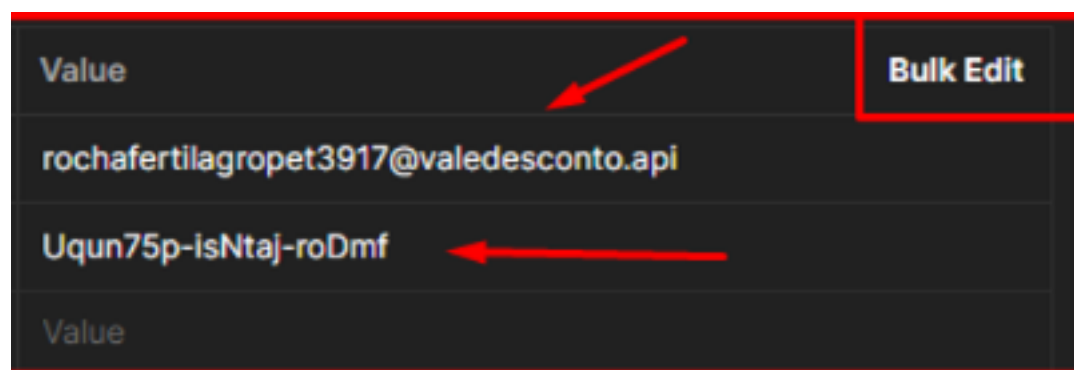 Value
Bulk Edit
rochafertilagropet3917@valedesconto.api
Uqun75p-isNtaj-roDmf
Value